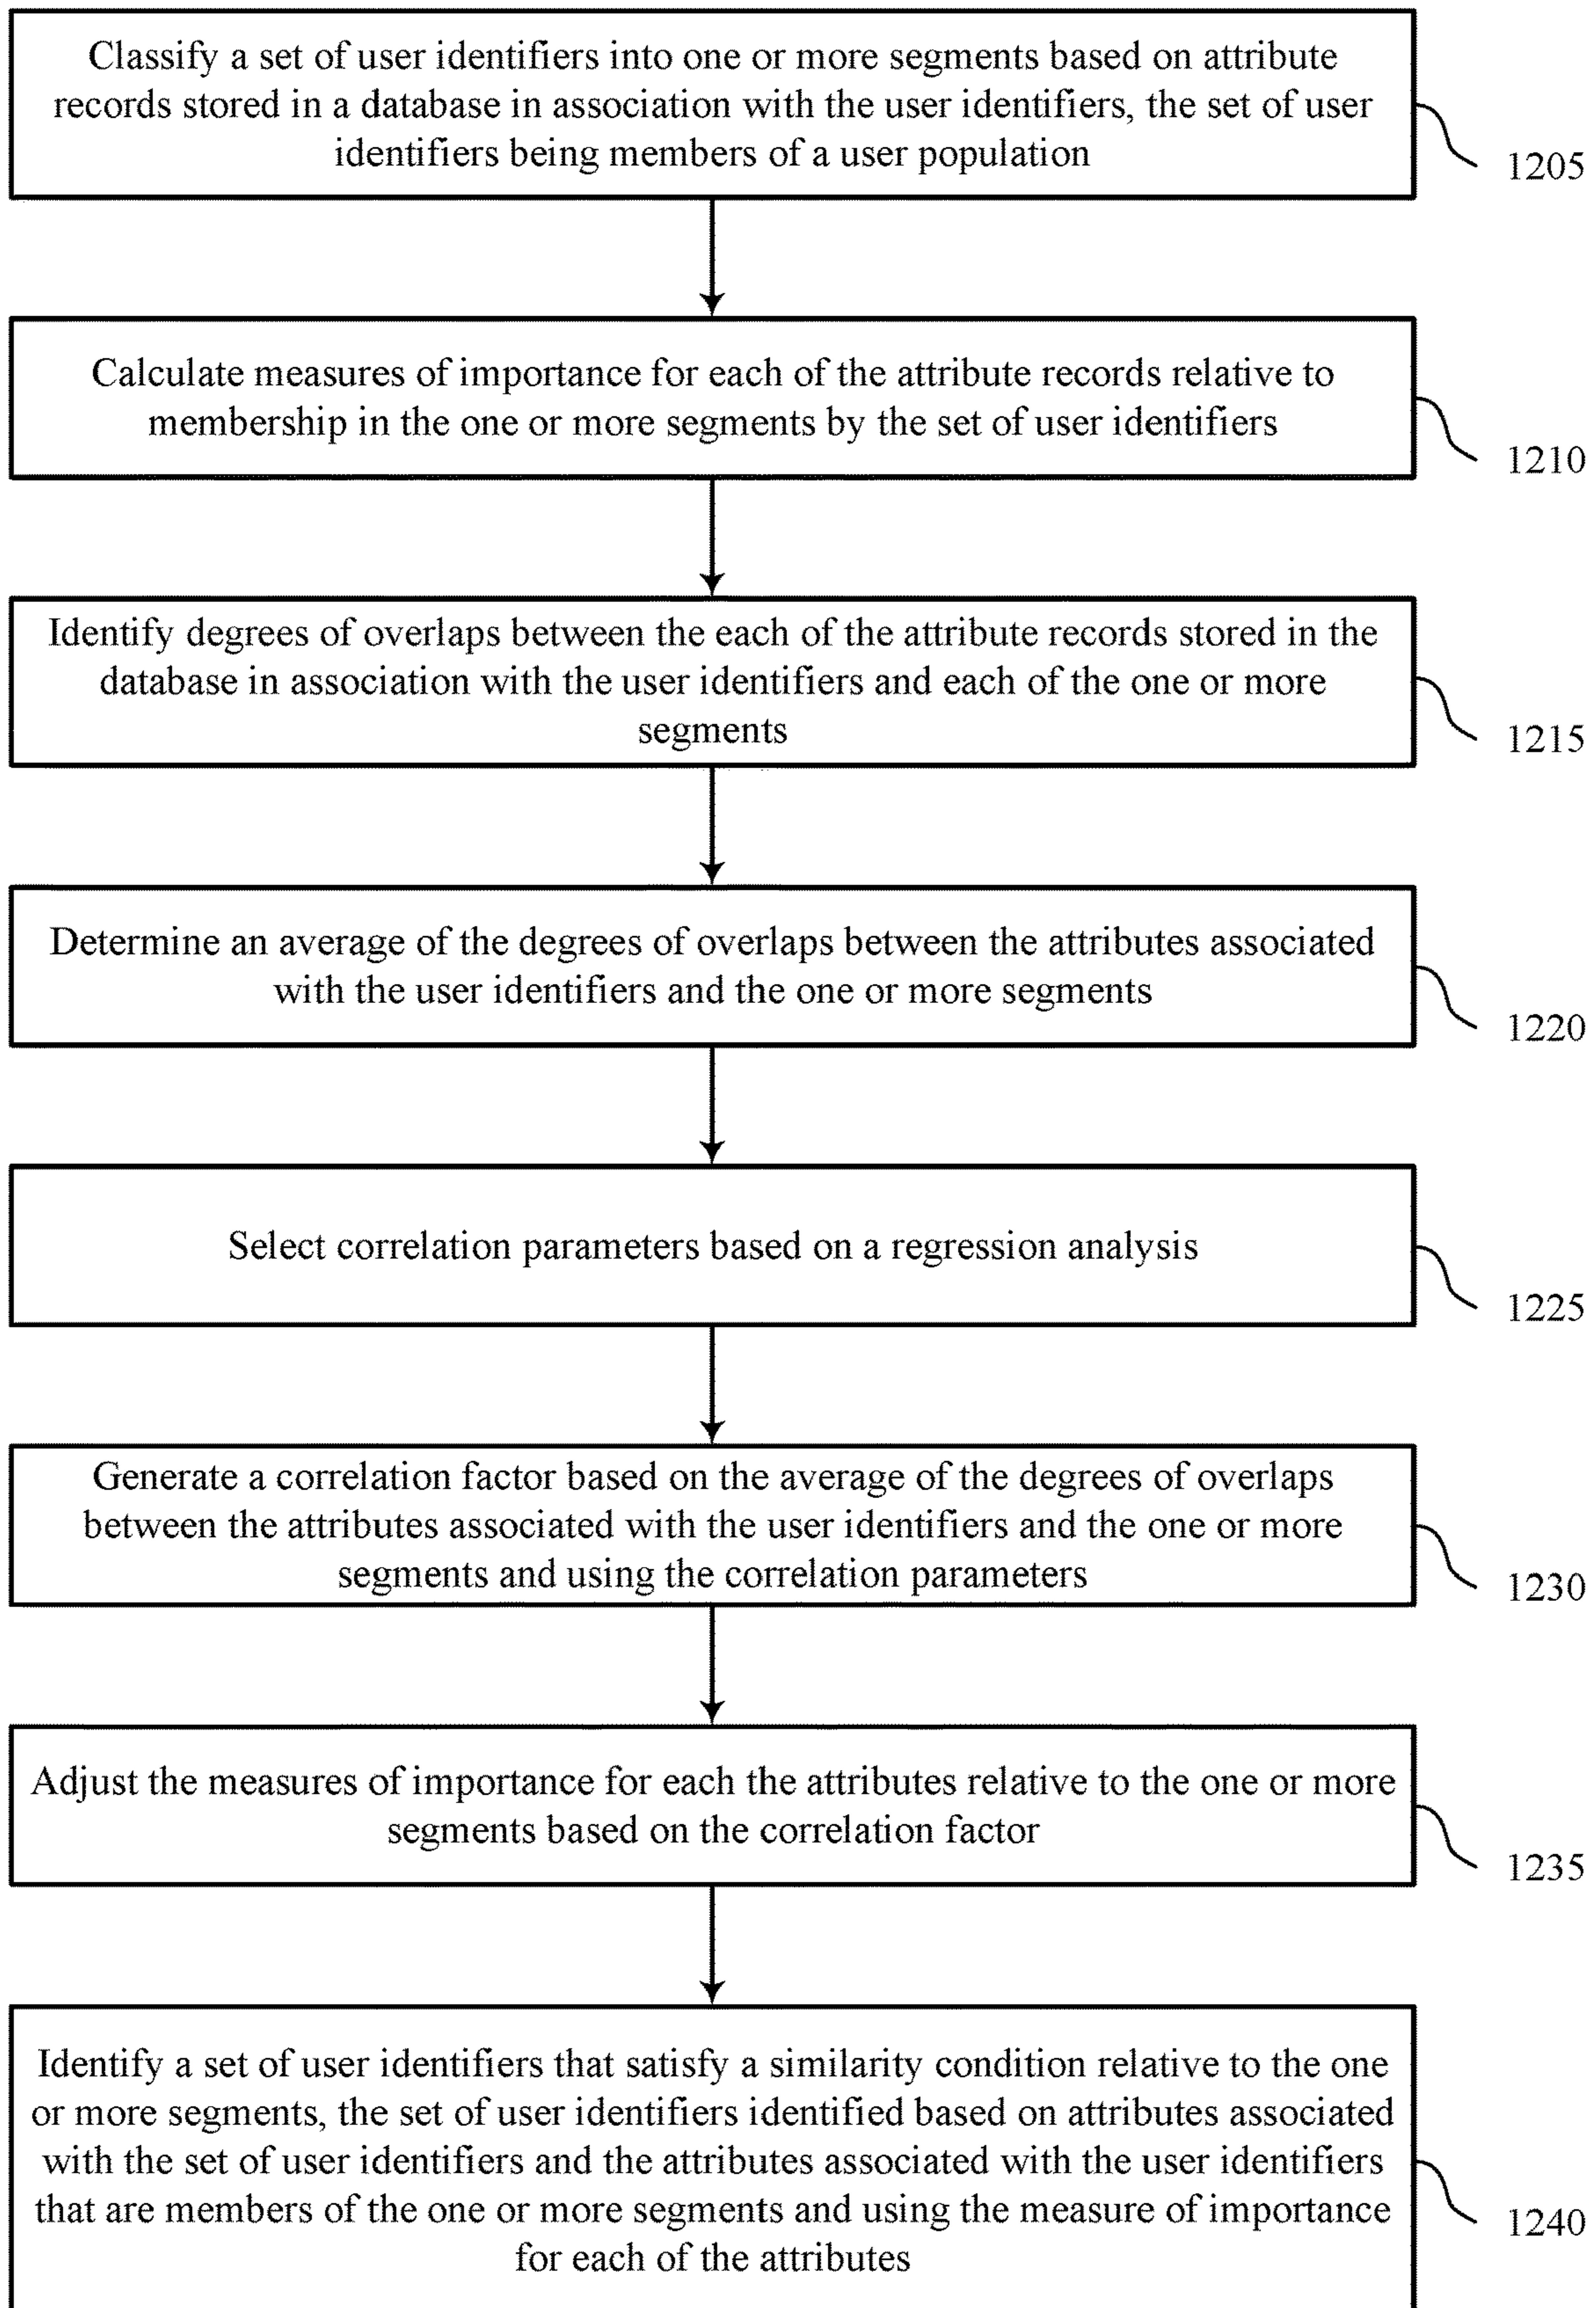 Classify a set of user identifiers into one or more segments based on attribute
records stored in a database in association with the user identifiers, the set of user
identifiers being members of a user population
1205
Calculate measures of importance for each of the attribute records relative to
membership in the one or more segments by the set of user identifiers
1210
Identify degrees of overlaps between the each of the attribute records stored in the
database in association with the user identifiers and each of the one or more
segments
1215
Determine an average of the degrees of overlaps between the attributes associated
with the user identifiers and the one or more segments
1220
Select correlation parameters based on a regression analysis
1225
Generate a correlation factor based on the average of the degrees of overlaps
between the attributes associated with the user identifiers and the one or more
segments and using the correlation parameters
1230
Adjust the measures of importance for each the attributes relative to the one or more
segments based on the correlation factor
1235
Identify a set of user identifiers that satisfy a similarity condition relative to the one
or more segments, the set of user identifiers identified based on attributes associated
with the set of user identifiers and the attributes associated with the user identifiers
that are members of the one or more segments and using the measure of importance
for each of the attributes
1240